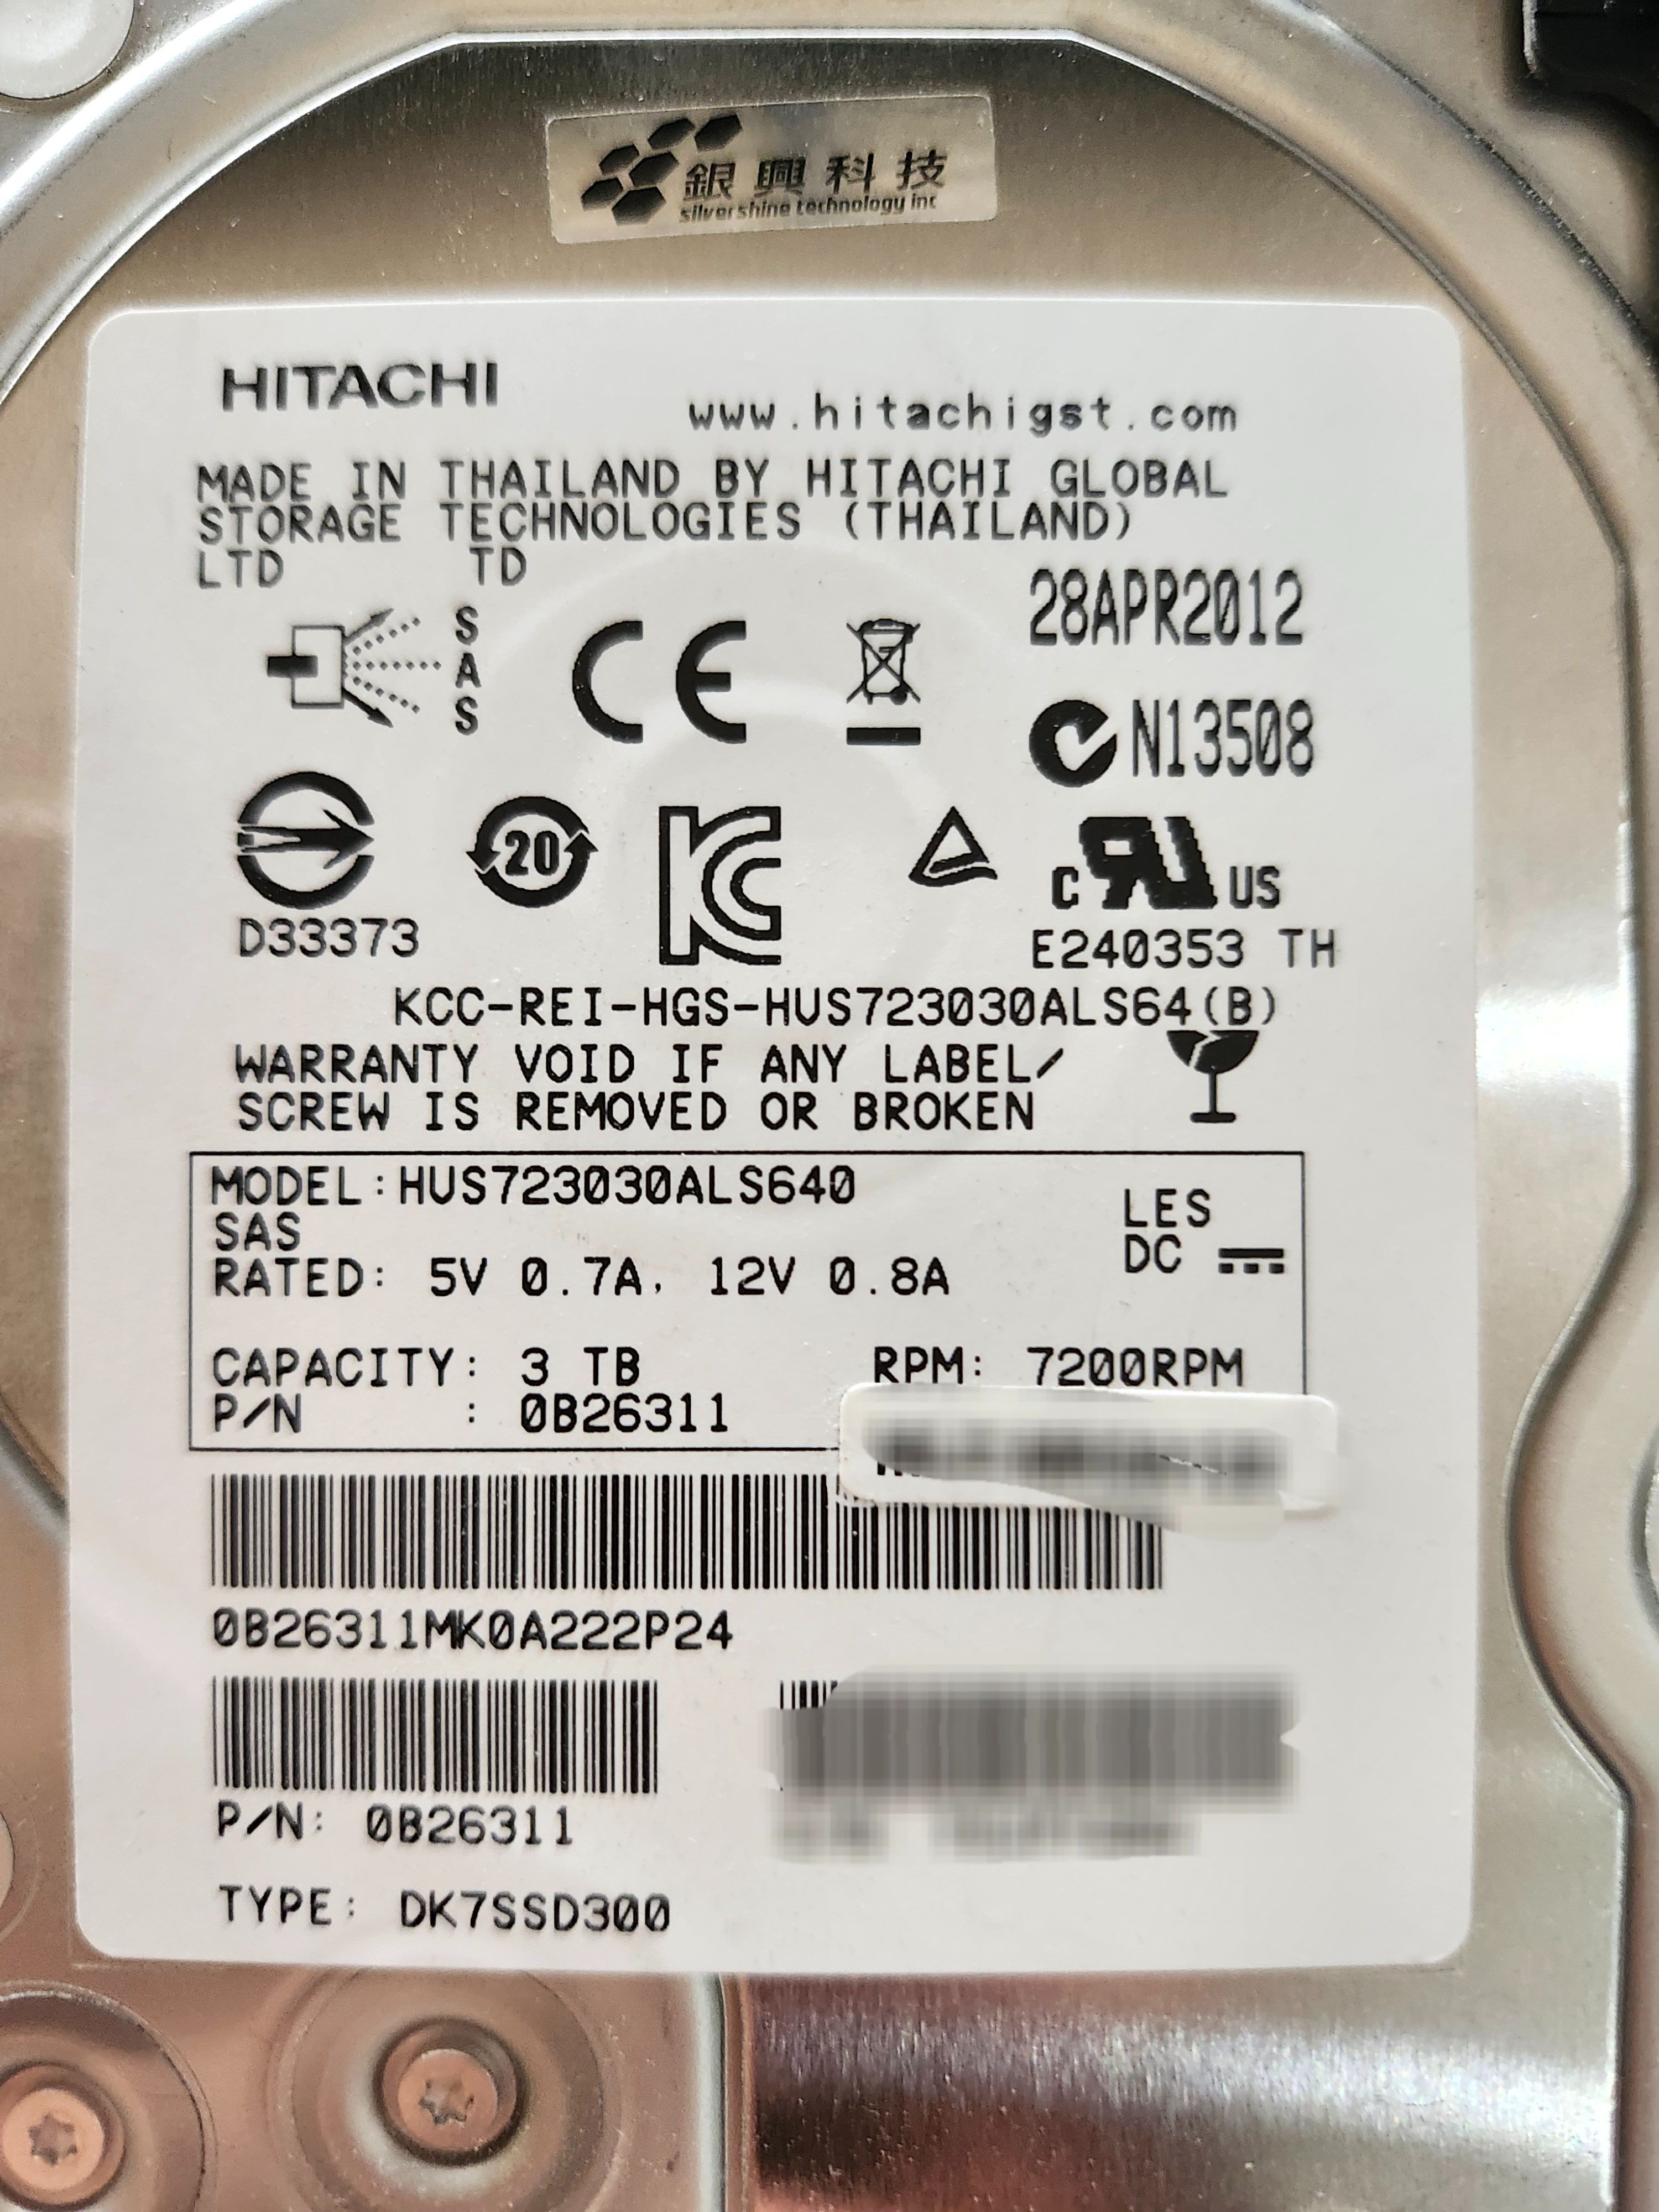 銀興科技
silvershine technology inc
HITACHI
www.hitachigst.com
MADE IN THAILAND BY HITACHI GLOBAL
STORAGE TECHNOLOGIES (THAILAND)
LTD TD
28APR2012
SAS
CE
N13508
20
D33373
C RU US
E240353 TH
KCC-REI-HGS-HUS723030ALS64(B)
WARRANTY VOID IF ANY LABEL/
SCREW IS REMOVED OR BROKEN
MODEL:HUS723030ALS640
LES
SAS
DC
RATED: 5V 0.7A, 12V 0.8A
CAPACITY: 3 TB RPM: 7200RPM
P/N : 0B26311
0B26311MK0A222P24
P/N: 0B26311
TYPE: DK7SSD300